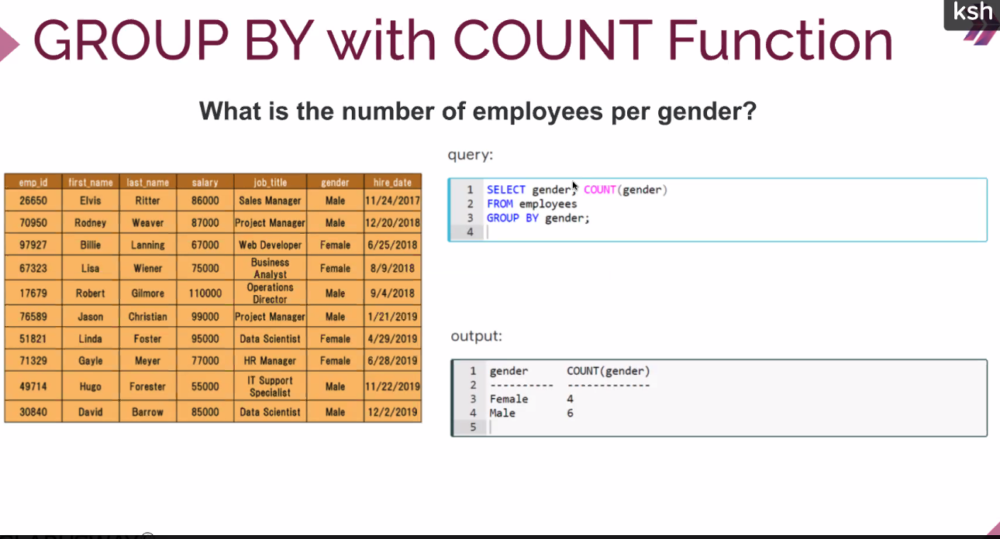 ksh
GROUP BY with COUNT Function
What is the number of employees per gender?
emp_id first_name last_name salary job_title gender hire_date
26650 Elvis Ritter 86000 Sales Manager Male 11/24/2017
70950 Rodney Weaver 87000 Project Manager Male 12/20/2018
97927 Billie Lanning 67000 Web Developer Female 6/25/2018
67323 Lisa Wiener 75000 Business Analyst Female 8/9/2018
17679 Robert Gilmore 110000 Operations Director Male 9/4/2018
76589 Jason Christian 99000 Project Manager Male 1/21/2019
51821 Linda Foster 95000 Data Scientist Female 4/29/2019
71329 Gayle Meyer 77000 HR Manager Female 6/28/2019
49714 Hugo Forester 55000 IT Support Specialist Male 11/22/2019
30840 David Barrow 85000 Data Scientist Male 12/2/2019
query:
1 SELECT gender, COUNT(gender)
2 FROM employees
3 GROUP BY gender;
4
output:
1 gender COUNT(gender)
2 ---------- -------------
3 Female 4
4 Male 6
5